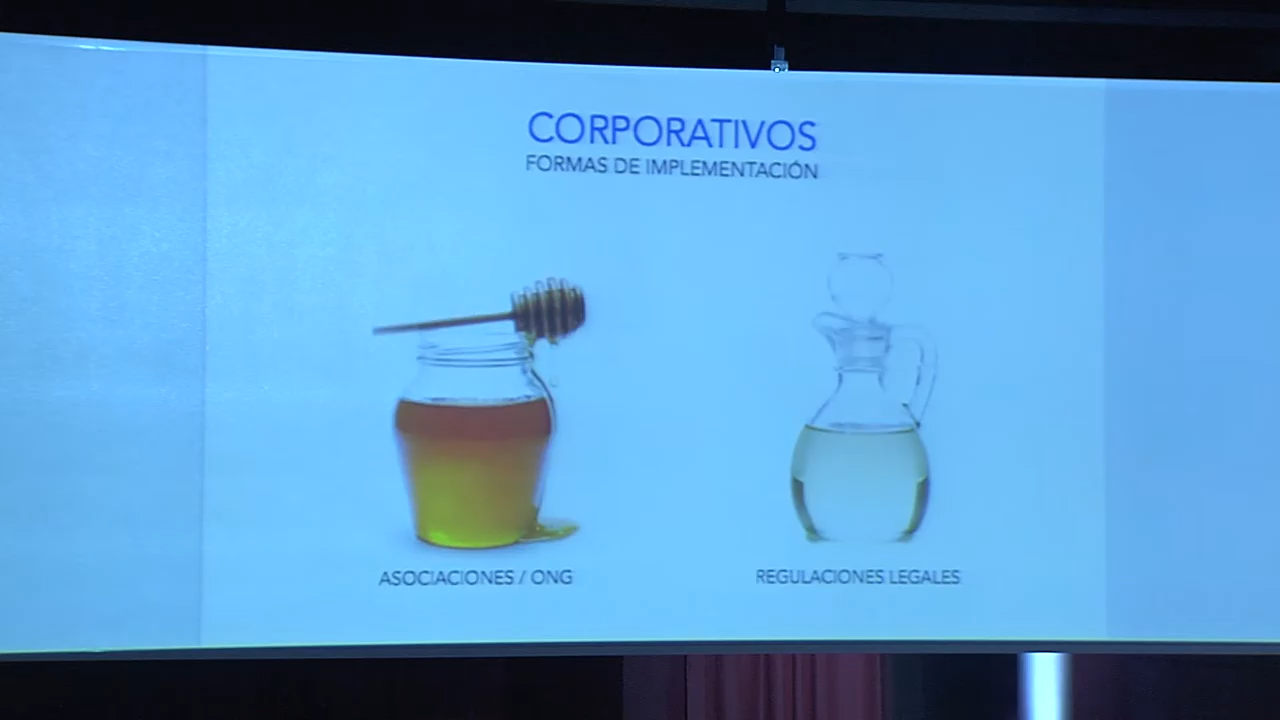 CORPORATIVOS
FORMAS DE IMPLEMENTACIÓN
ASOCIACIONES / ONG
REGULACIONES LEGALES